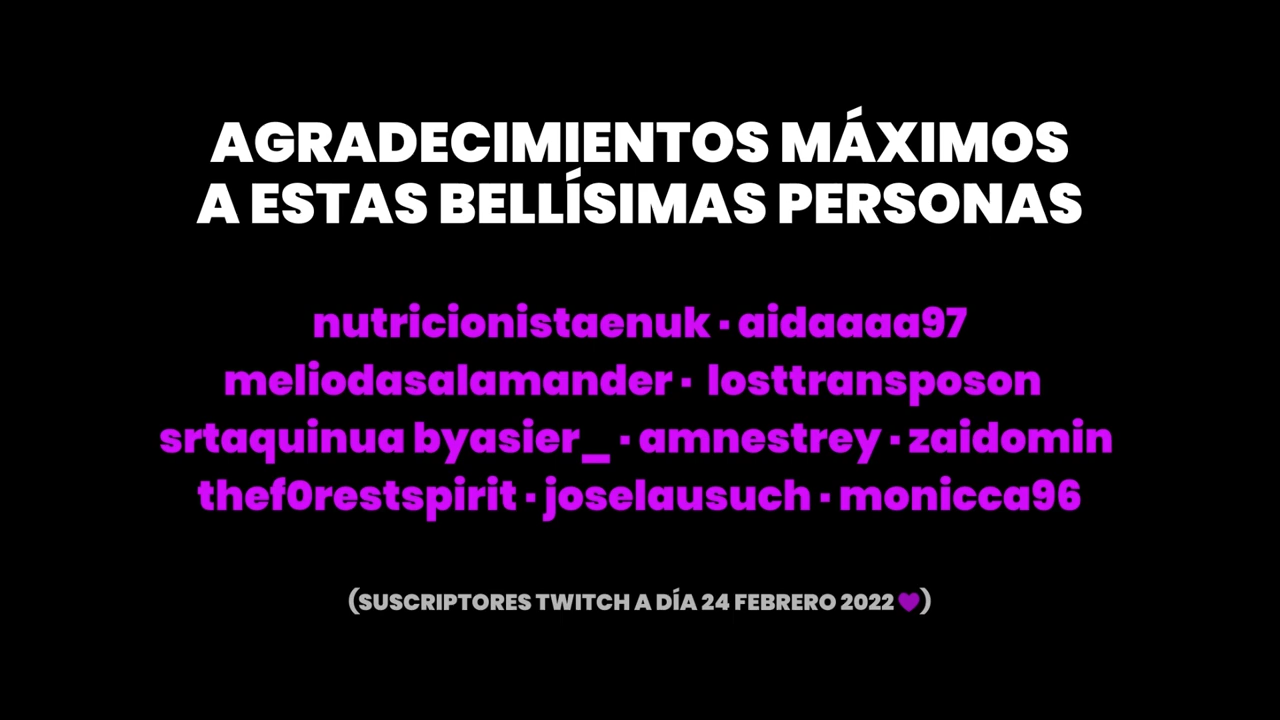 AGRADECIMIENTOS MÁXIMOS
A ESTAS BELLÍSIMAS PERSONAS
nutricionistaenuk · aidaaaa97
meliodasalamander · losttransposon
srtaquinua byasier_ · amnestrey · zaidomin
thef0restspirit · joselausuch · monicca96
(SUSCRIPTORES TWITCH A DÍA 24 FEBRERO 2022 💜)